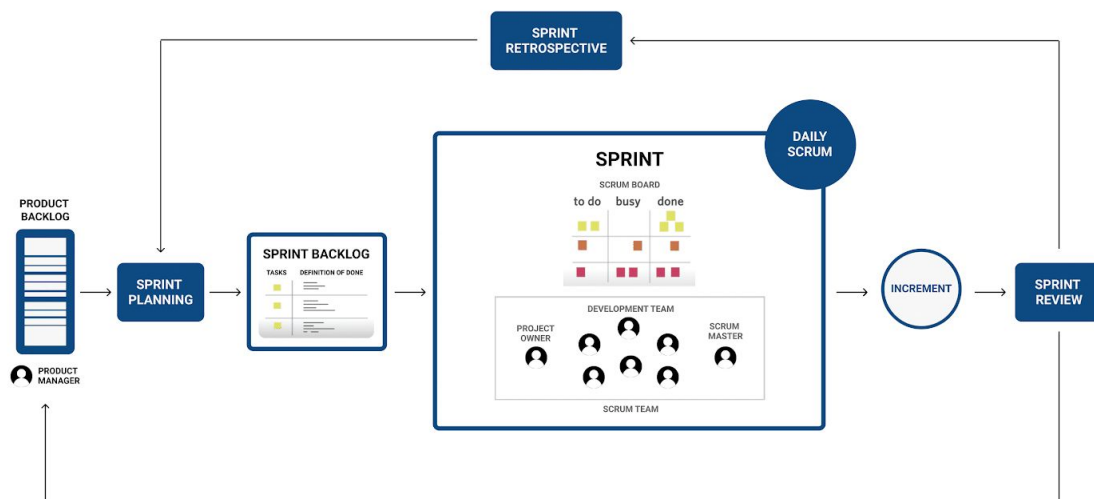 SPRINT
RETROSPECTIVE
DAILY
SCRUM
SPRINT
SCRUM BOARD
to do busy done
PRODUCT
BACKLOG
SPRINT
PLANNING
SPRINT BACKLOG
TASKS DEFINITION OF DONE
INCREMENT
SPRINT
REVIEW
DEVELOPMENT TEAM
PROJECT
OWNER
SCRUM
MASTER
SCRUM TEAM
PRODUCT
MANAGER